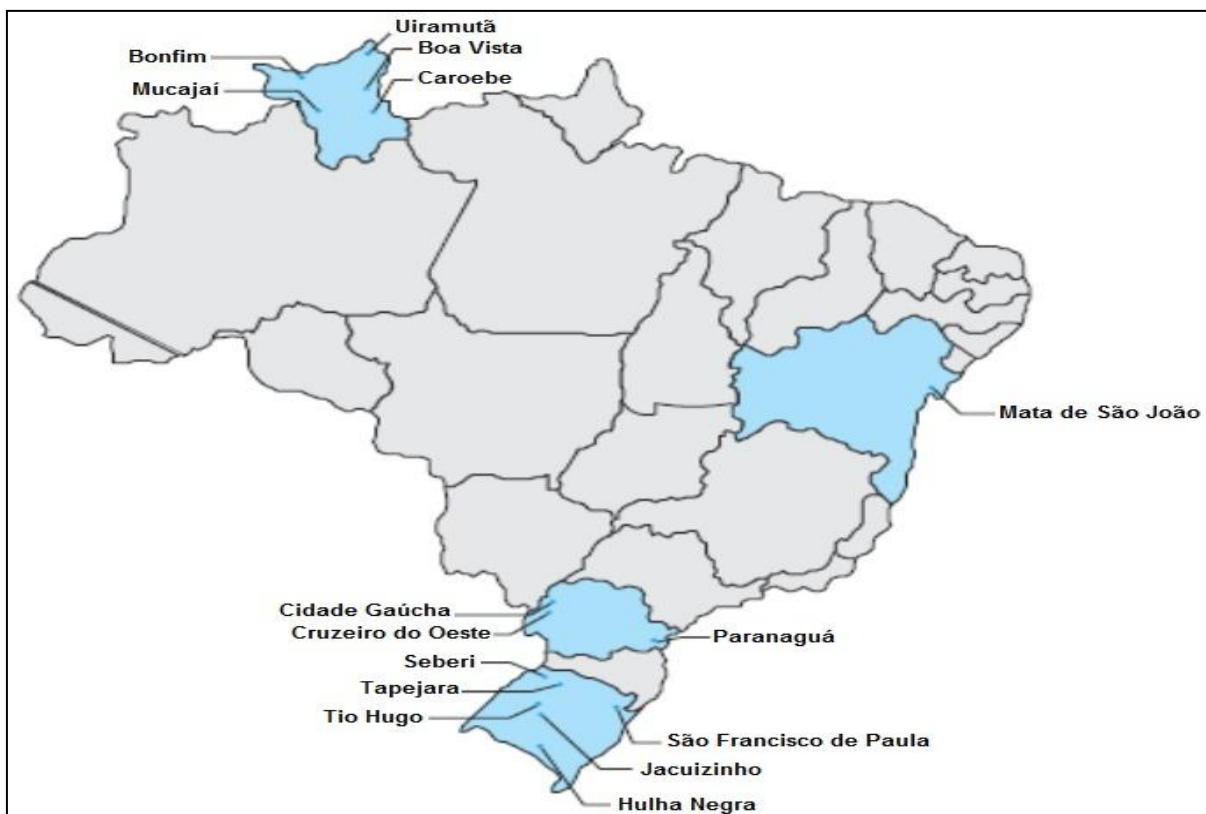 Uiramutã
Bonfim
Boa Vista
Mucajaí
Caroebe
Mata de São João
Cidade Gaúcha
Cruzeiro do Oeste
Paranaguá
Seberi
Tapejara
Tio Hugo
São Francisco de Paula
Jacuizinho
Hulha Negra